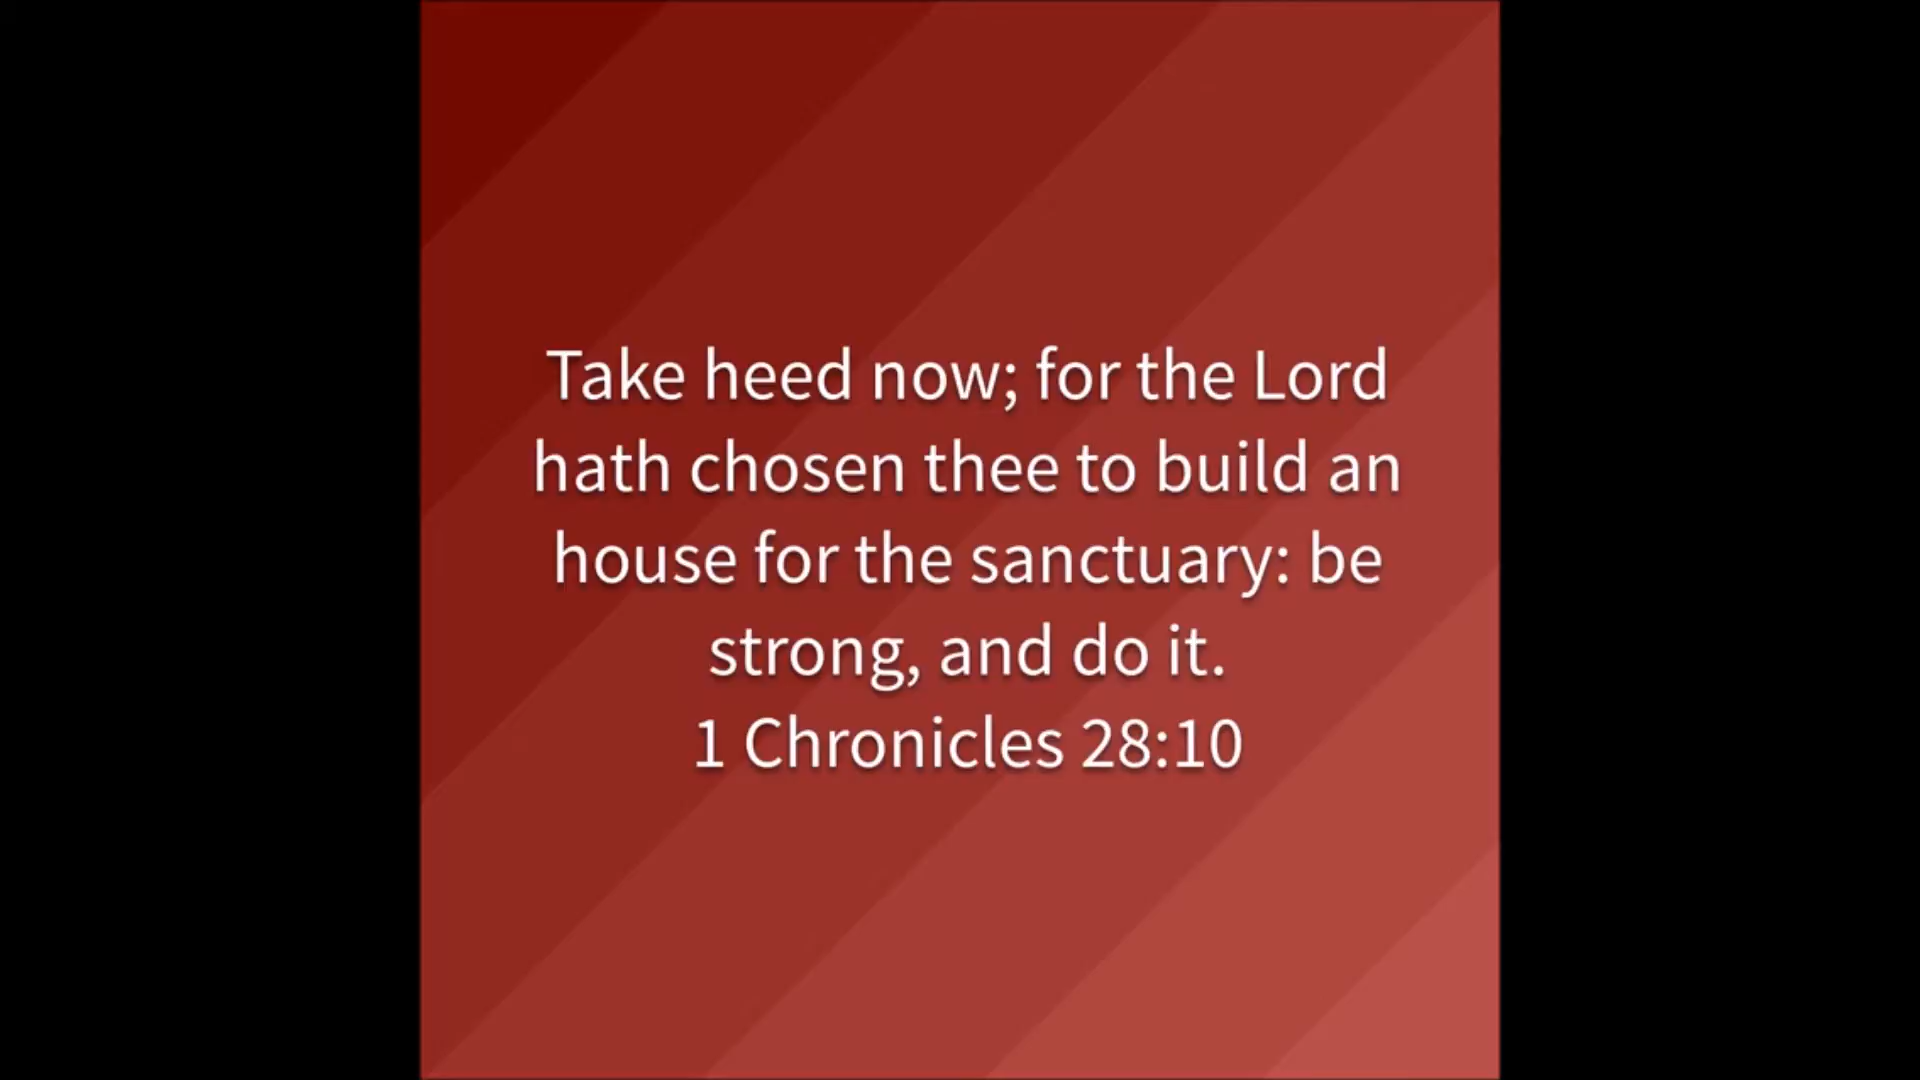 Take heed now; for the Lord
hath chosen thee to build an
house for the sanctuary: be
strong, and do it.
1 Chronicles 28:10